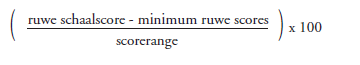 ( ruwe schaalscore - minimum ruwe scores ) x 100
scorerange